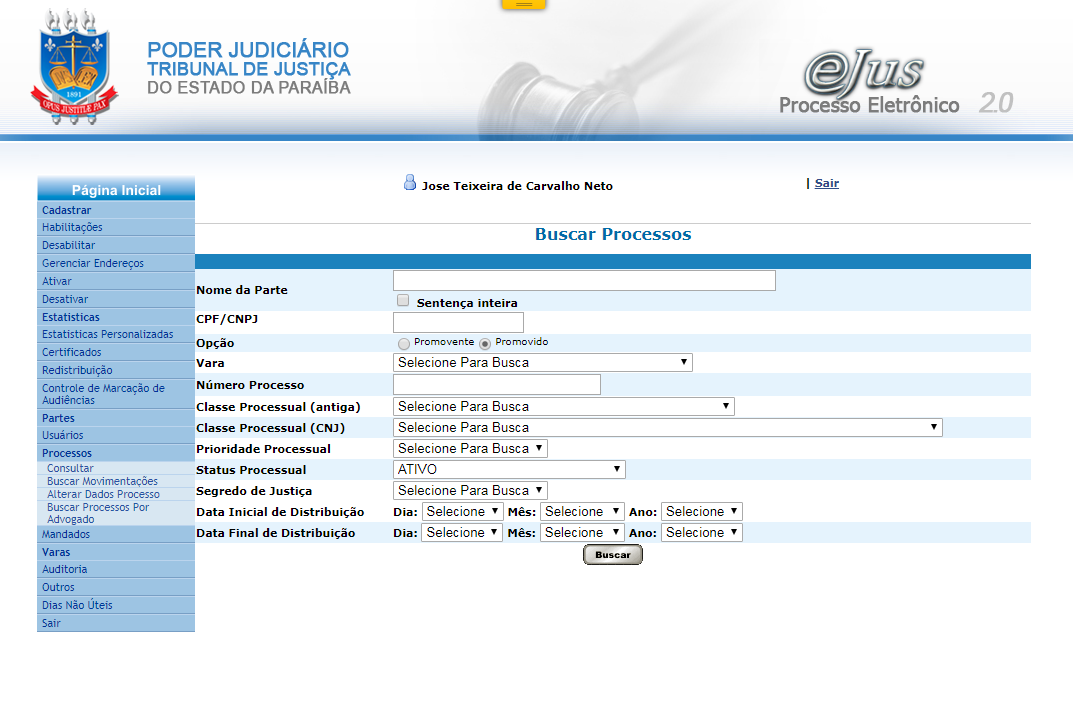 PODER JUDICIÁRIO
TRIBUNAL DE JUSTIÇA
DO ESTADO DA PARAÍBA
OPUS JUSTITIÆ PAX
1891
eJus
Processo Eletrônico 2.0
Jose Teixeira de Carvalho Neto
| Sair
Página Inicial
Cadastrar
Habilitações
Desabilitar
Gerenciar Endereços
Ativar
Desativar
Estatisticas
Estatisticas Personalizadas
Certificados
Redistribuição
Controle de Marcação de
Audiências
Partes
Usuários
Processos
Consultar
Buscar Movimentações
Alterar Dados Processo
Buscar Processos Por
Advogado
Mandados
Varas
Auditoria
Outros
Dias Não Úteis
Sair
Buscar Processos
Nome da Parte
Sentença inteira
CPF/CNPJ
Opção Promovente Promovido
Vara Selecione Para Busca
Número Processo
Classe Processual (antiga) Selecione Para Busca
Classe Processual (CNJ) Selecione Para Busca
Prioridade Processual Selecione Para Busca
Status Processual ATIVO
Segredo de Justiça Selecione Para Busca
Data Inicial de Distribuição Dia: Selecione Mês: Selecione Ano: Selecione
Data Final de Distribuição Dia: Selecione Mês: Selecione Ano: Selecione
Buscar